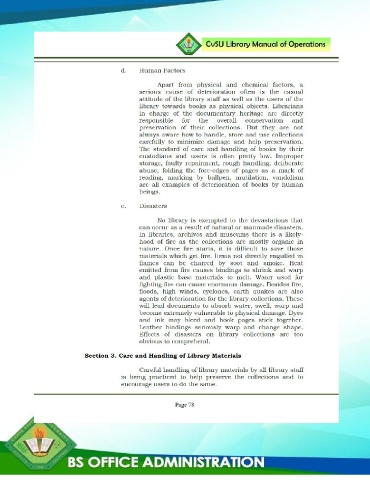 CvSU Library Manual of Operations
d. Human Factors
Apart from physical and chemical factors, a
serious cause of deterioration often is the casual
attitude of the library staff as well as the users of the
library towards books as physical objects. Librarians
in charge of the documentary heritage are directly
responsible for the overall conservation and
preservation of their collections. But they are not
always aware how to handle, store and use collections
carefully to minimize damage and help preservation.
The standard of care and handling of books by their
custodians and users is often pretty low. Improper
storage, faulty repairment, rough handling, deliberate
abuse, folding the fore-edges of pages as a mark of
reading, marking by ballpen, mutilation, vandalism
are all examples of deterioration of books by human
beings.
e. Disasters
No library is exempted to the devastations that
can occur as a result of natural or manmade disasters.
In libraries, archives and museums there is a likely-
hood of fire as the collections are mostly organic in
nature. Once fire starts, it is difficult to save those
materials which get fire. Items not directly engulfed in
flames can be charred by soot and smoke. Heat
emitted from fire causes bindings to shrink and warp
and plastic base materials to melt. Water used for
fighting fire can cause enormous damage. Besides fire,
floods, high winds, cyclones, earth quakes are also
agents of deterioration for the library collections. These
will lead documents to absorb water, swell, warp and
become extremely vulnerable to physical damage. Dyes
and ink may bleed and book pages stick together.
Leather bindings seriously warp and change shape.
Effects of disasters on library collections are too
obvious to comprehend.
Section 3. Care and Handling of Library Materials
Careful handling of library materials by all library staff
is being practiced to help preserve the collections and to
encourage users to do the same.
Page 78
BS OFFICE ADMINISTRATION